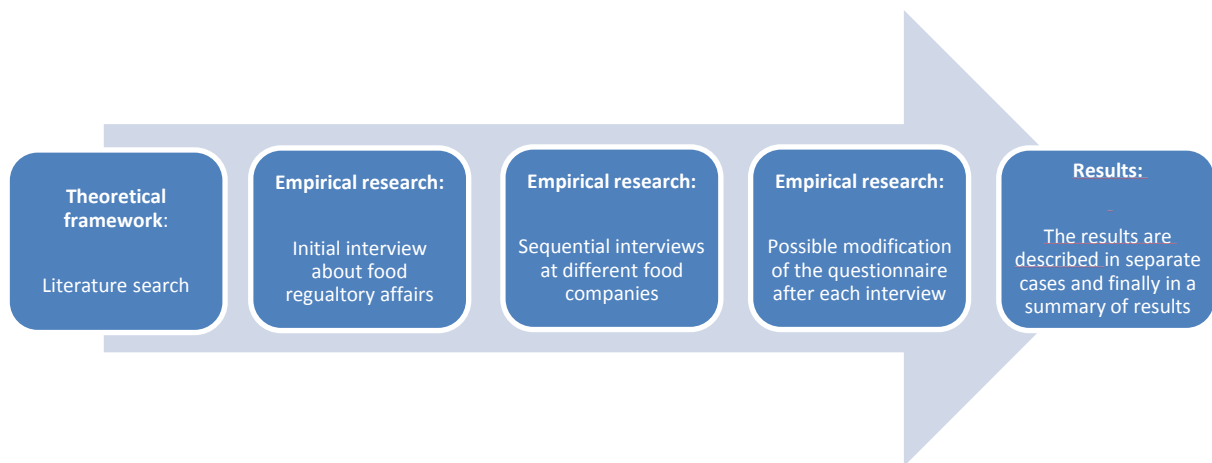 Theoretical
framework:
Literature search
Empirical research:
Initial interview
about food
regualtory affairs
Empirical research:
Sequential interviews
at different food
companies
Empirical research:
Possible modification
of the questionnaire
after each interview
Results:
The results are
described in separate
cases and finally in a
summary of results